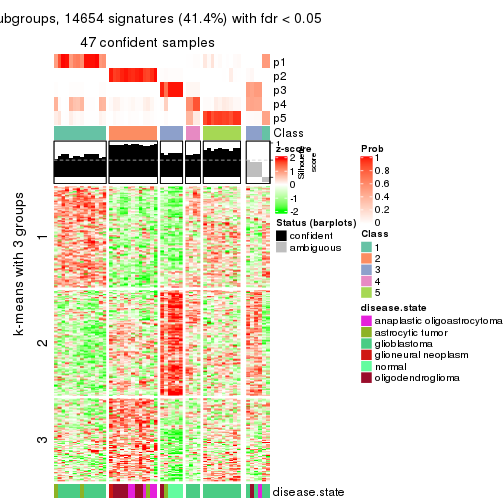 ubgroups, 14654 signatures (41.4%) with fdr < 0.05
47 confident samples
p1
p2
p3
p4
p5
Class
1
Silhouette score
z-score
2
1
0
-1
-2
Prob
1
0.8
0.6
0.4
0.2
0
Status (barplots)
confident
ambiguous
Class
1
2
3
4
5
disease.state
anaplastic oligoastrocytoma
astrocytic tumor
glioblastoma
glioneural neoplasm
normal
oligodendroglioma
k-means with 3 groups
1
2
3
disease.state